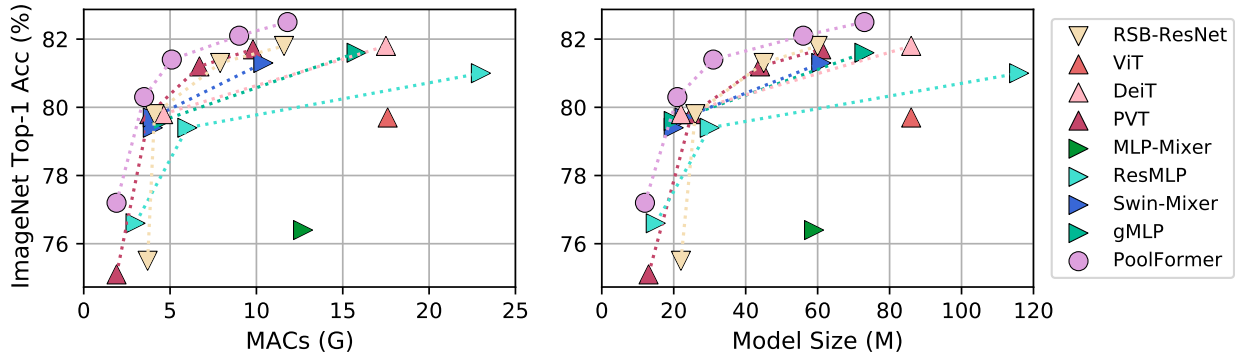 ImageNet Top-1 Acc (%)
82
80
78
76
0 5 10 15 20 25
MACs (G)
82
80
78
76
0 20 40 60 80 100 120
Model Size (M)
RSB-ResNet
ViT
DeiT
PVT
MLP-Mixer
ResMLP
Swin-Mixer
gMLP
PoolFormer